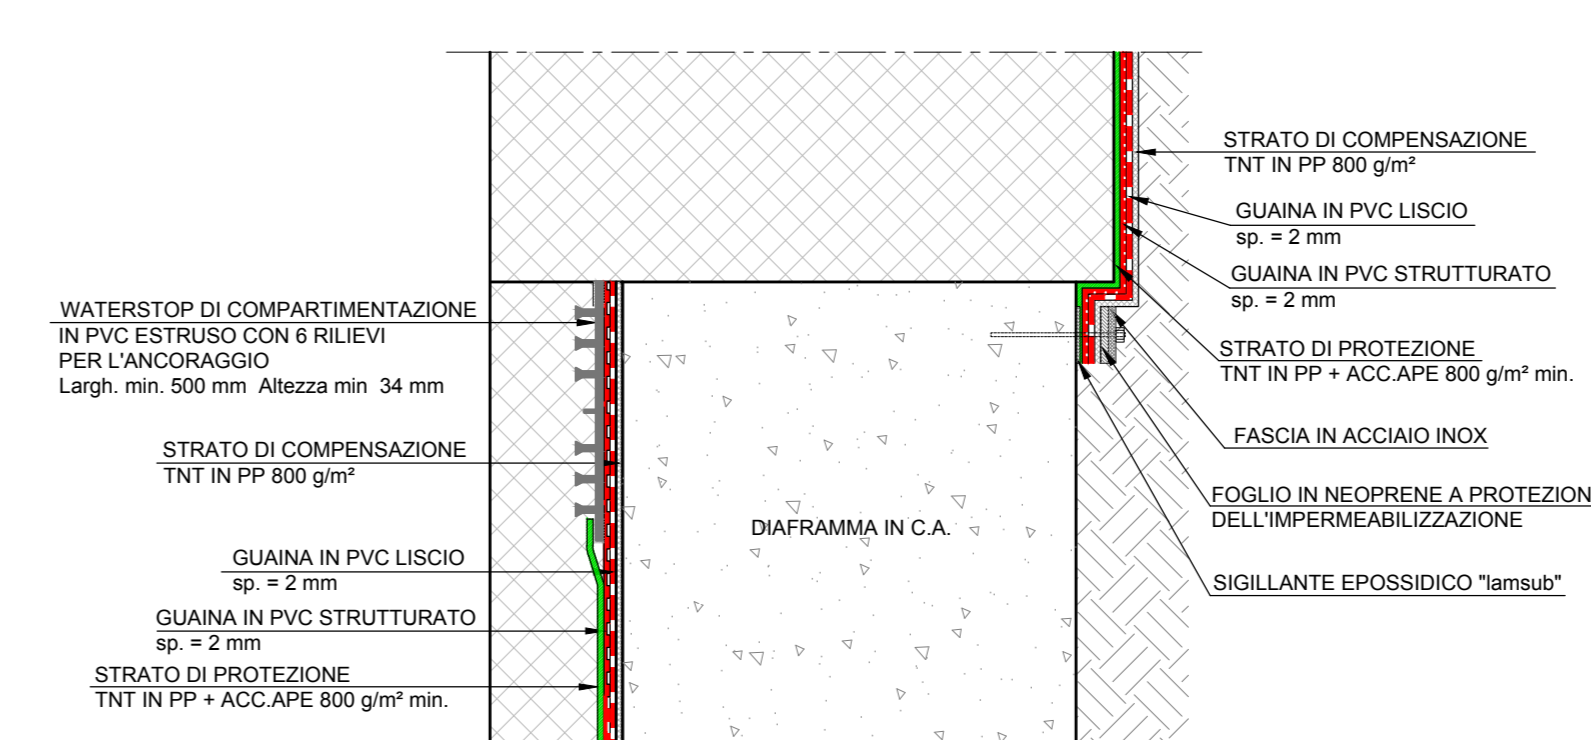 STRATO DI COMPENSAZIONE
TNT IN PP 800 g/m²
GUAINA IN PVC LISCIO
sp. = 2 mm
GUAINA IN PVC STRUTTURATO
sp. = 2 mm
STRATO DI PROTEZIONE
TNT IN PP + ACC.APE 800 g/m² min.
FASCIA IN ACCIAIO INOX
FOGLIO IN NEOPRENE A PROTEZION
DELL'IMPERMEABILIZZAZIONE
SIGILLANTE EPOSSIDICO "lamsub"
WATERSTOP DI COMPARTIMENTAZIONE
IN PVC ESTRUSO CON 6 RILIEVI
PER L'ANCORAGGIO
Largh. min. 500 mm Altezza min 34 mm
STRATO DI COMPENSAZIONE
TNT IN PP 800 g/m²
GUAINA IN PVC LISCIO
sp. = 2 mm
GUAINA IN PVC STRUTTURATO
sp. = 2 mm
STRATO DI PROTEZIONE
TNT IN PP + ACC.APE 800 g/m² min.
DIAFRAMMA IN C.A.